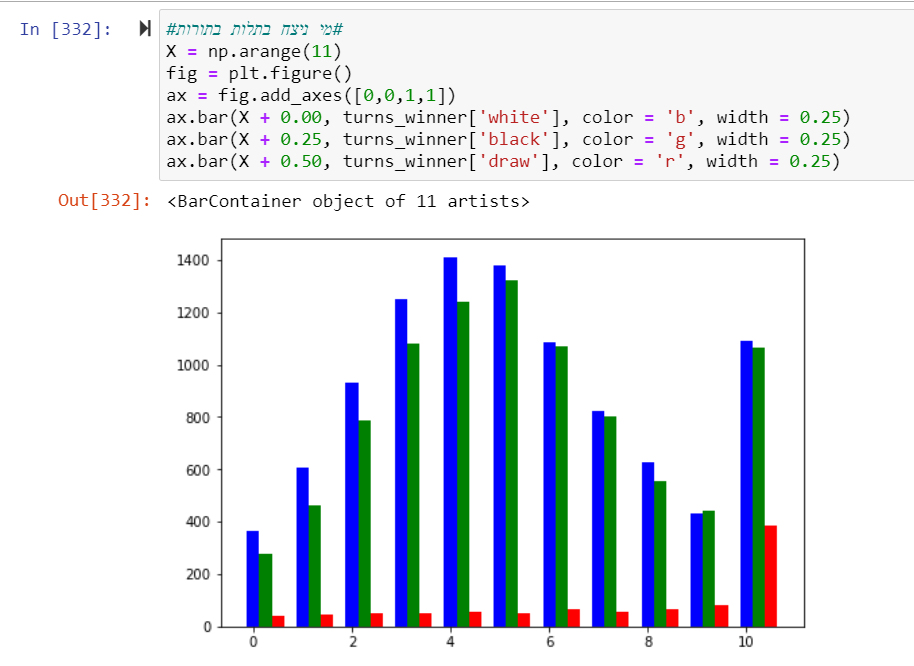 In [332]:
#מי ניצח בתלות בתורות#
X = np.arange(11)
fig = plt.figure()
ax = fig.add_axes([0,0,1,1])
ax.bar(X + 0.00, turns_winner['white'], color = 'b', width = 0.25)
ax.bar(X + 0.25, turns_winner['black'], color = 'g', width = 0.25)
ax.bar(X + 0.50, turns_winner['draw'], color = 'r', width = 0.25)
Out[332]: <BarContainer object of 11 artists>
1400
1200
1000
800
600
400
200
0
0 2 4 6 8 10